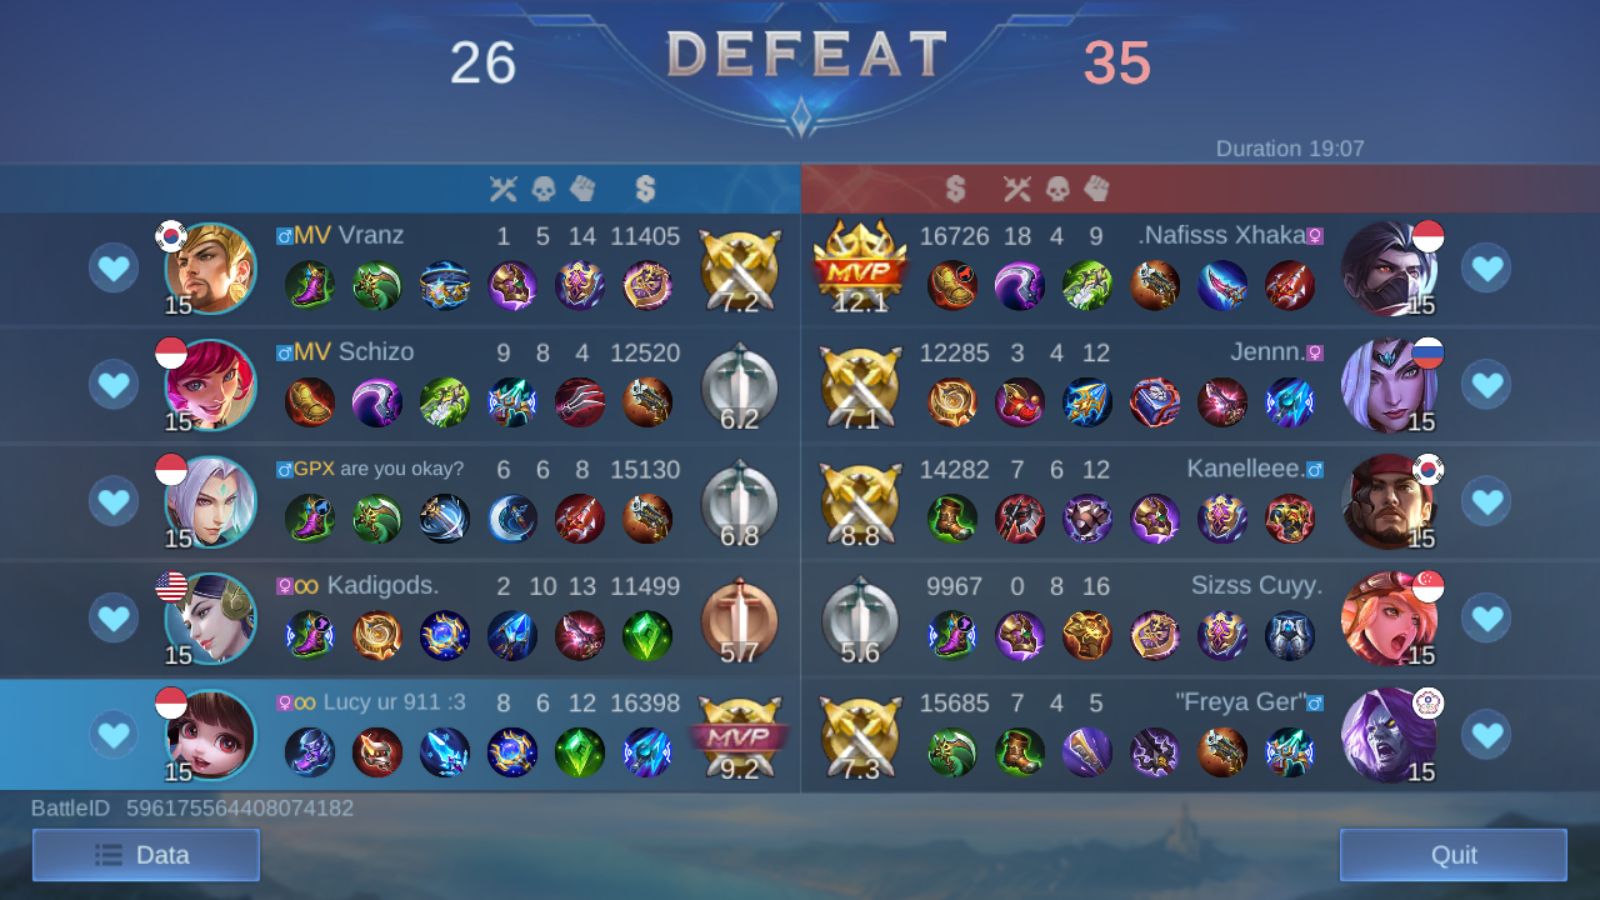 26 DEFEAT 35
Duration 19:07
MV Vranz 1 5 14 11405
15 7.2
MVP 16726 18 4 9 .Nafisss Xhaka
12.1 15
MV Schizo 9 8 4 12520
15 6.2
12285 3 4 12 Jennn.
7.1 15
GPX are you okay? 6 6 8 15130
15 6.8
14282 7 6 12 Kanelleee.
8.8 15
∞ Kadigods. 2 10 13 11499
15 5.7
9967 0 8 16 Sizss Cuyy.
5.6 15
∞ Lucy ur 911 :3 8 6 12 16398 MVP
15 9.2
15685 7 4 5 "Freya Ger"
7.3 15
BattleID 596175564408074182
Data Quit